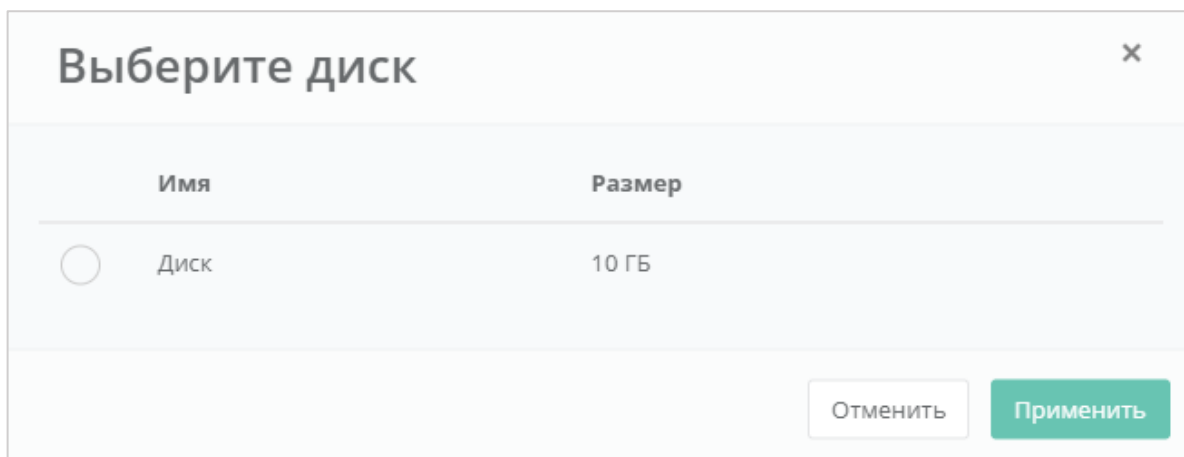 Выберите диск
Имя Размер
Диск 10 ГБ
Отменить Применить